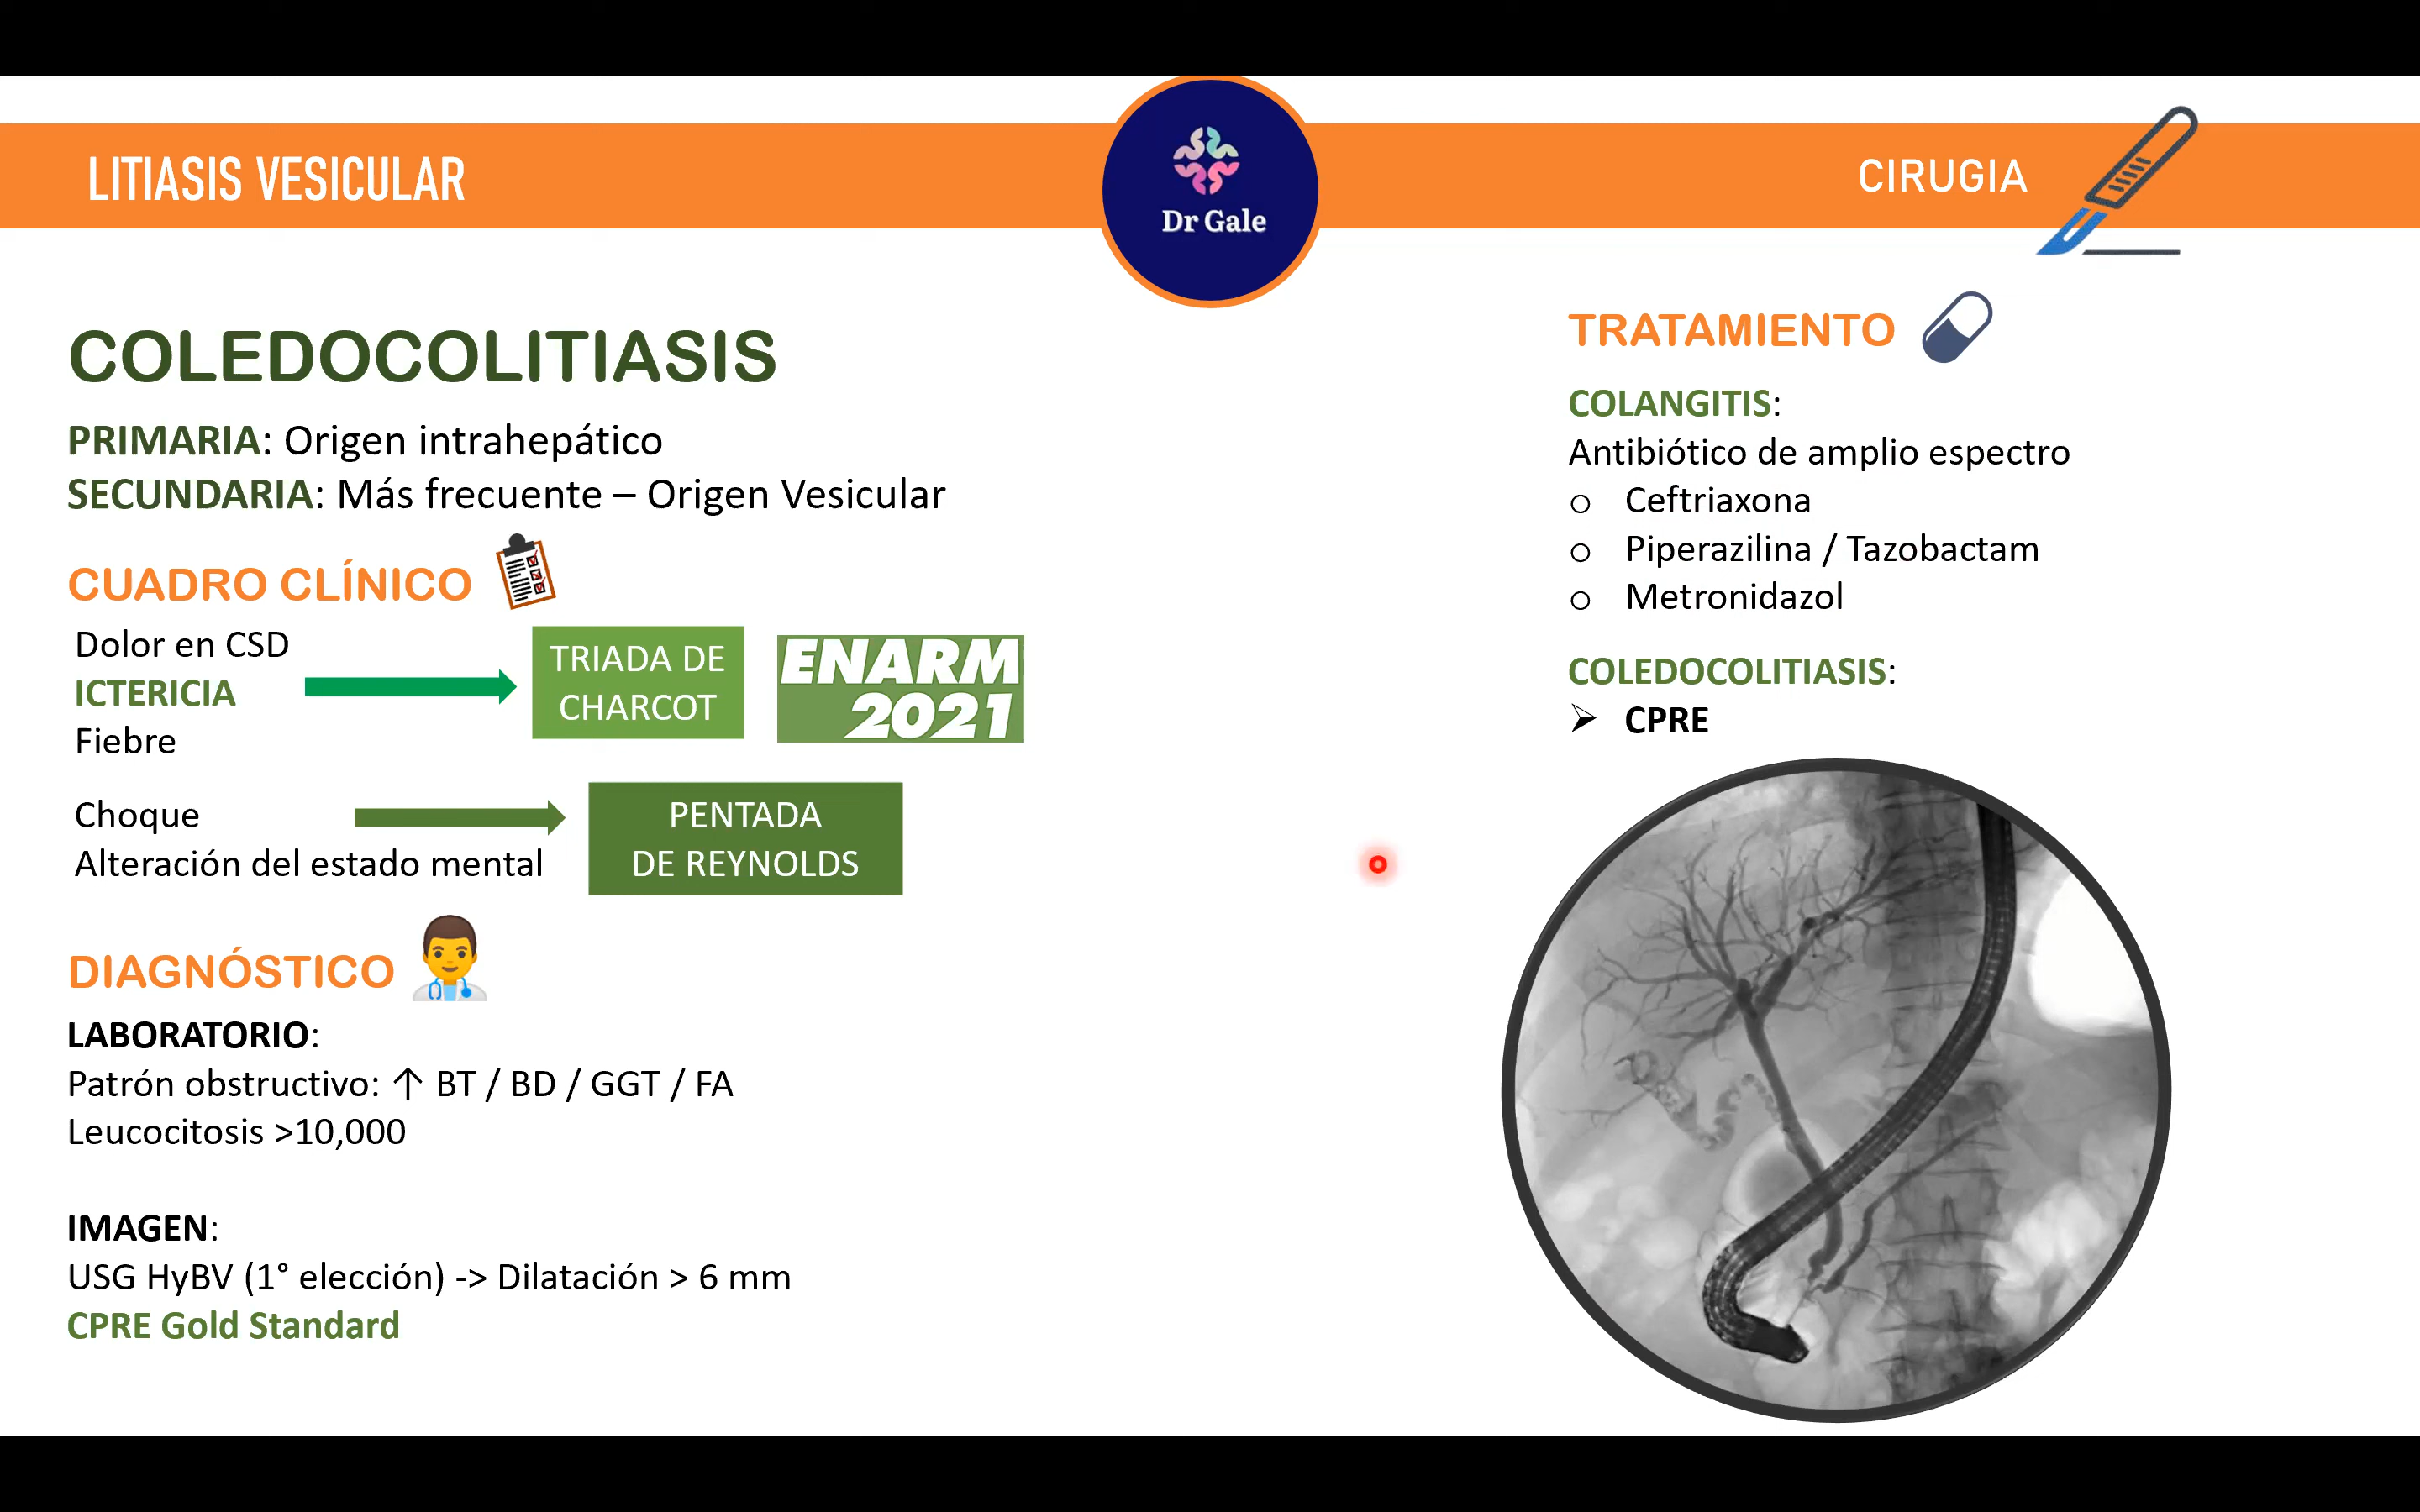 LITIASIS VESICULAR
Dr Gale
CIRUGIA
COLEDOCOLITIASIS
PRIMARIA: Origen intrahepático
SECUNDARIA: Más frecuente – Origen Vesicular
CUADRO CLÍNICO
Dolor en CSD
ICTERICIA
Fiebre
TRIADA DE
CHARCOT
ENARM
2021
Choque
Alteración del estado mental
PENTADA
DE REYNOLDS
DIAGNÓSTICO
LABORATORIO:
Patrón obstructivo: ↑ BT / BD / GGT / FA
Leucocitosis >10,000
IMAGEN:
USG HyBV (1° elección) -> Dilatación > 6 mm
CPRE Gold Standard
TRATAMIENTO
COLANGITIS:
Antibiótico de amplio espectro
o Ceftriaxona
o Piperazilina / Tazobactam
o Metronidazol
COLEDOCOLITIASIS:
➢ CPRE